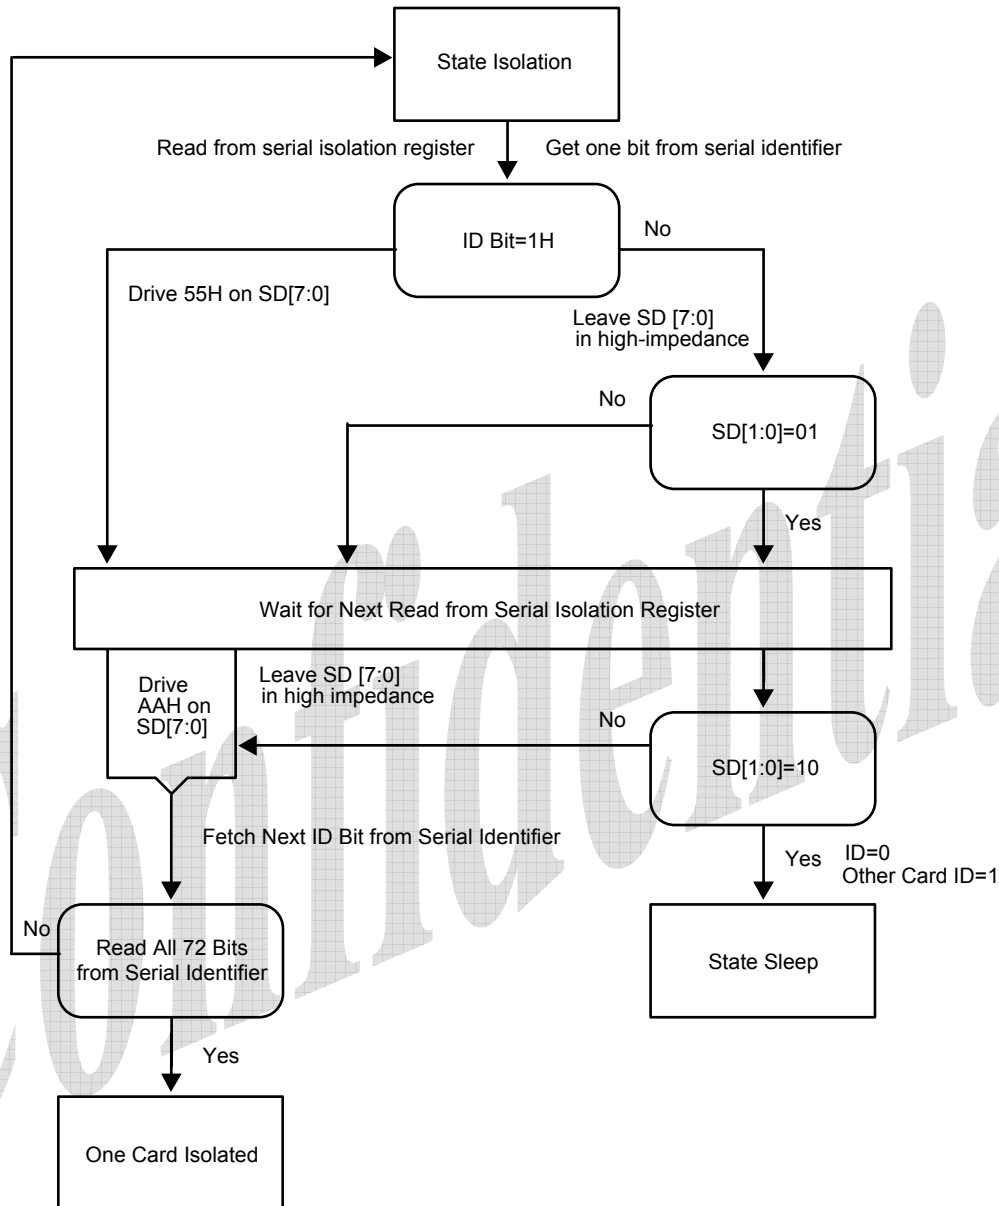 State Isolation
Read from serial isolation register
Get one bit from serial identifier
ID Bit=1H
No
Drive 55H on SD[7:0]
Leave SD [7:0]
in high-impedance
No
SD[1:0]=01
Yes
Wait for Next Read from Serial Isolation Register
Drive
AAH on
SD[7:0]
Leave SD [7:0]
in high impedance
No
SD[1:0]=10
Fetch Next ID Bit from Serial Identifier
Yes
ID=0
Other Card ID=1
No
Read All 72 Bits
from Serial Identifier
State Sleep
Yes
One Card Isolated
Confidentia